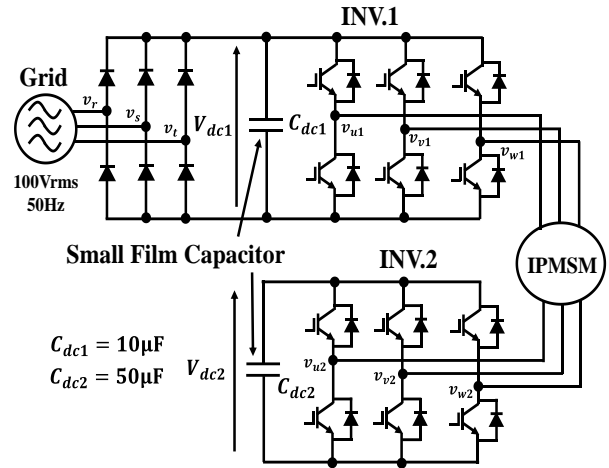 INV.1
Grid
v_r
v_s
v_t
V_dc1
C_dc1
v_u1
v_v1
v_w1
100Vrms
50Hz
Small Film Capacitor
INV.2
IPMSM
C_dc1 = 10μF
C_dc2 = 50μF
V_dc2
C_dc2
v_u2
v_v2
v_w2